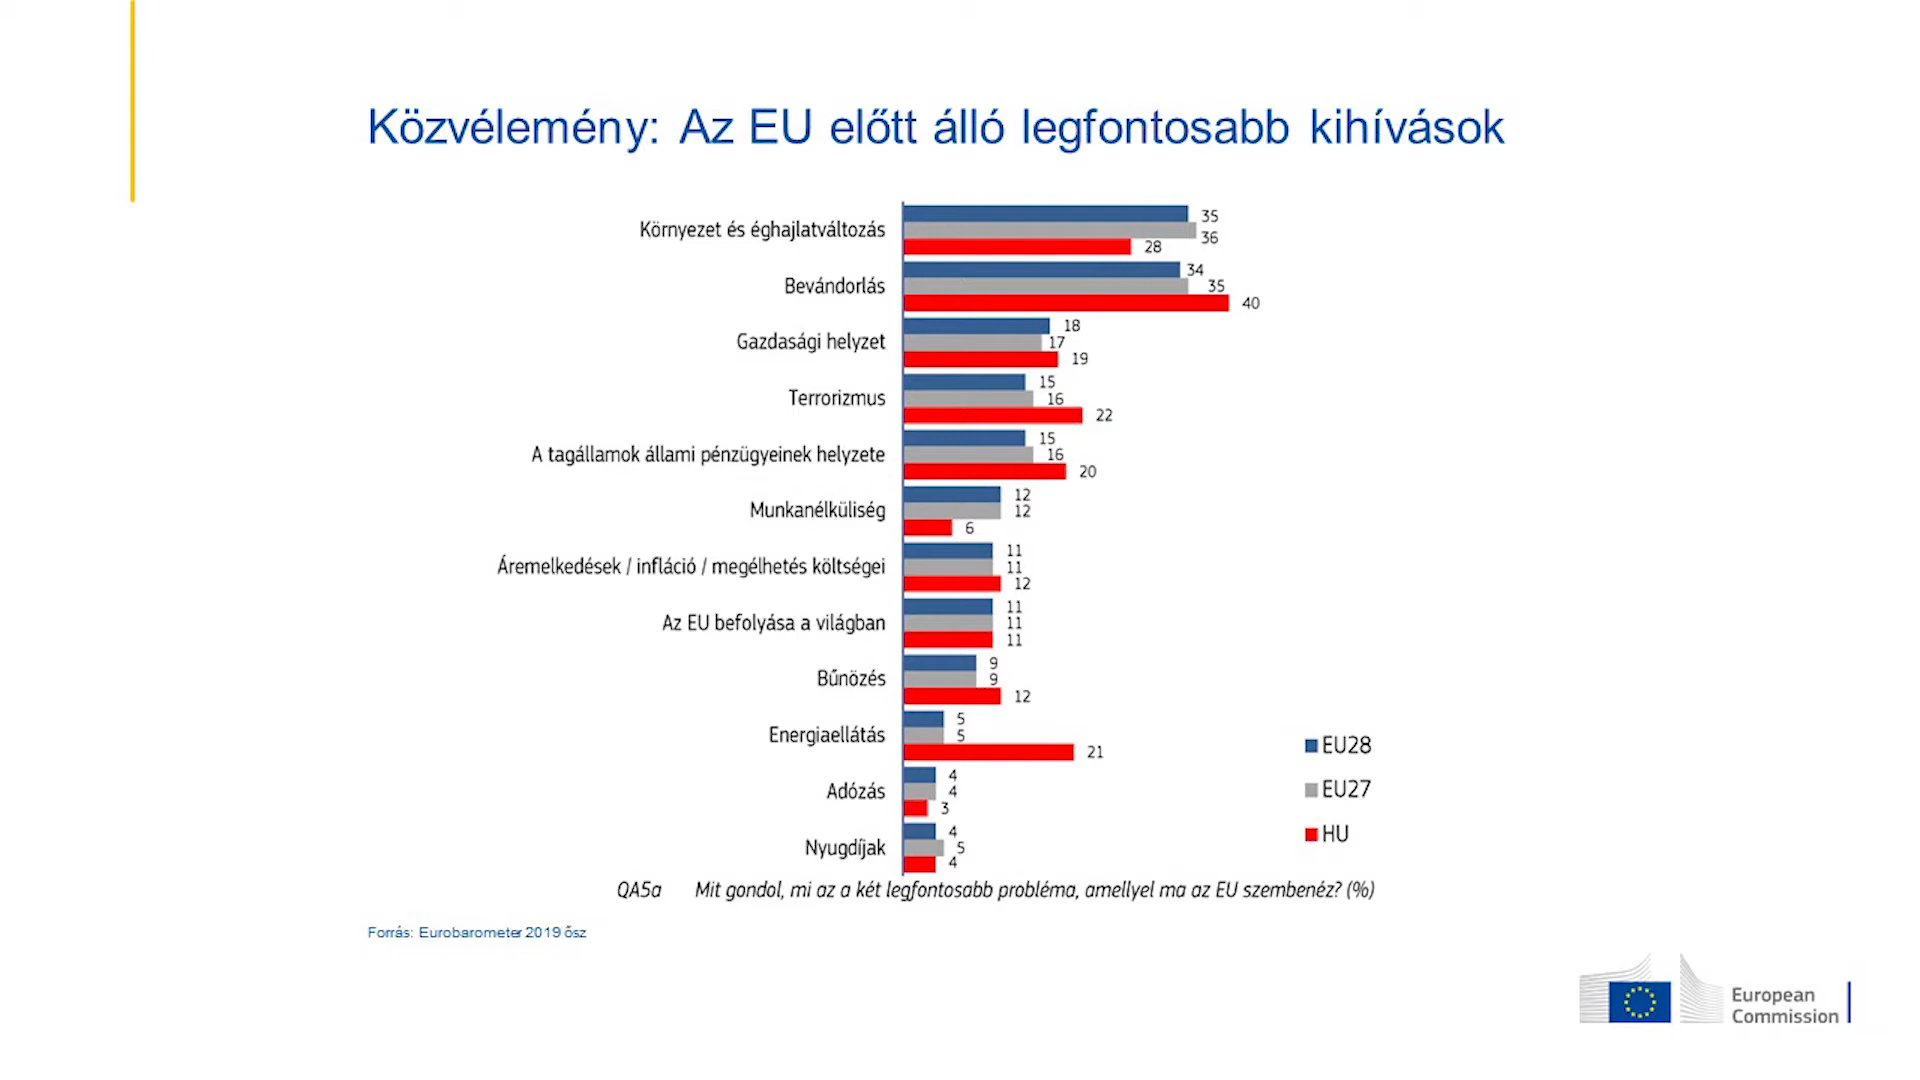 Közvélemény: Az EU előtt álló legfontosabb kihívások
Környezet és éghajlatváltozás
35
36
28
Bevándorlás
34
35
40
Gazdasági helyzet
18
17
19
Terrorizmus
15
16
22
A tagállamok állami pénzügyeinek helyzete
15
16
20
Munkanélküliség
12
12
6
Áremelkedések / infláció / megélhetés költségei
11
11
12
Az EU befolyása a világban
11
11
11
Bűnözés
9
9
12
Energiaellátás
5
5
21
Adózás
4
4
3
Nyugdíjak
4
5
4
EU28
EU27
HU
QA5a Mit gondol, mi az a két legfontosabb probléma, amellyel ma az EU szembenéz? (%)
Forrás: Eurobarometer 2019 ősz
European
Commission